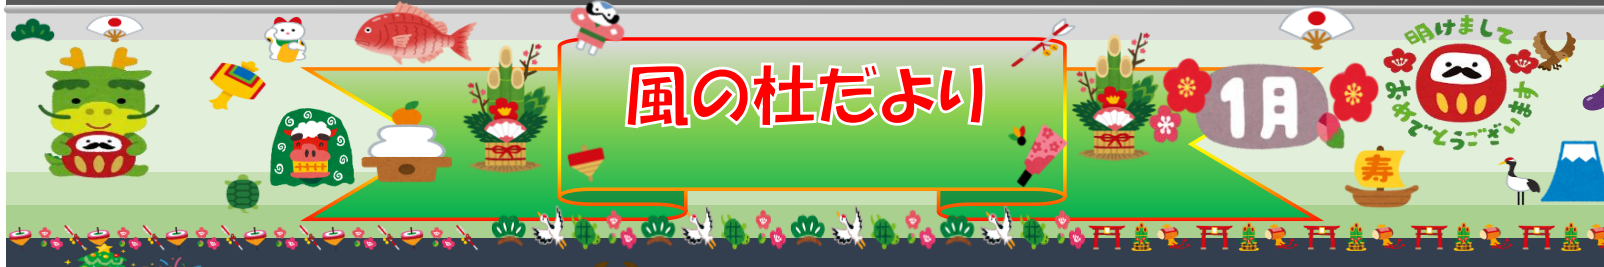 風の杜だより
1月
明けまして
おめでとうございます
寿